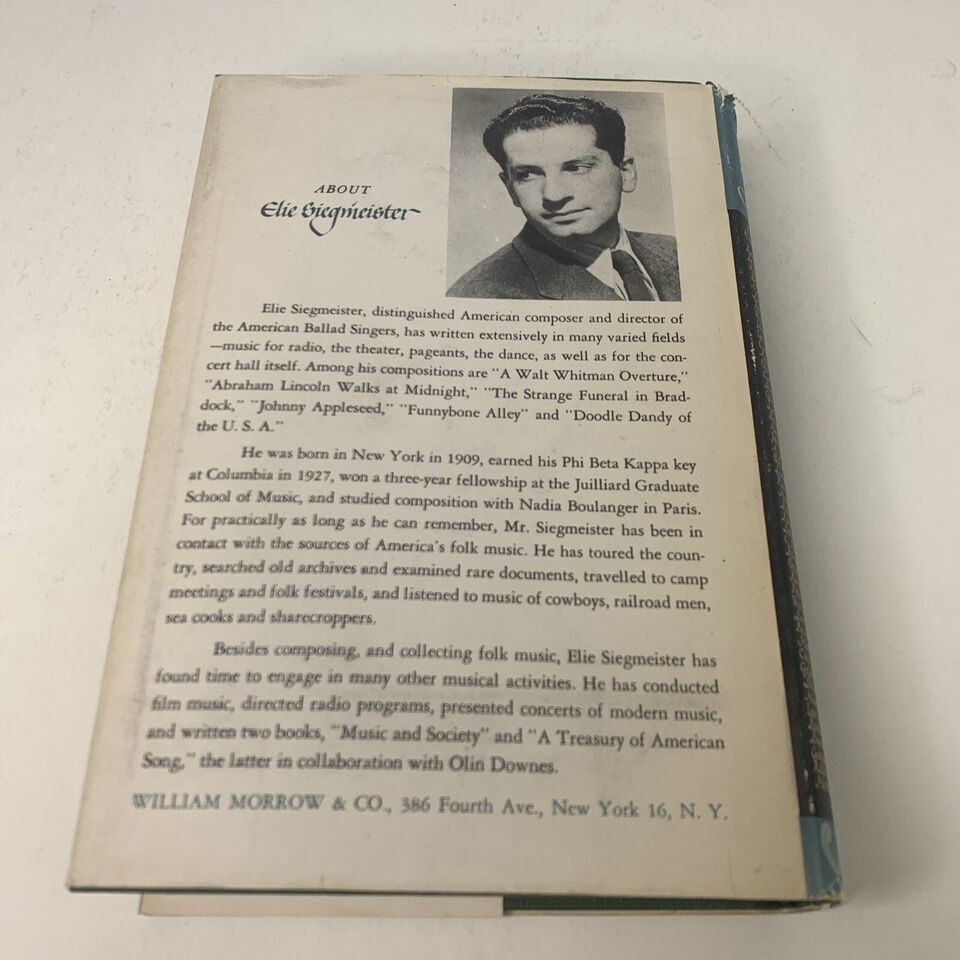 ABOUT
Elie Siegmeister
Elie Siegmeister, distinguished American composer and director of
the American Ballad Singers, has written extensively in many varied fields
—music for radio, the theater, pageants, the dance, as well as for the con-
cert hall itself. Among his compositions are "A Walt Whitman Overture,"
"Abraham Lincoln Walks at Midnight," "The Strange Funeral in Brad-
dock," "Johnny Appleseed," "Funnybone Alley" and "Doodle Dandy of
the U. S. A."
He was born in New York in 1909, earned his Phi Beta Kappa key
at Columbia in 1927, won a three-year fellowship at the Juilliard Graduate
School of Music, and studied composition with Nadia Boulanger in Paris.
For practically as long as he can remember, Mr. Siegmeister has been in
contact with the sources of America's folk music. He has toured the coun-
try, searched old archives and examined rare documents, travelled to camp
meetings and folk festivals, and listened to music of cowboys, railroad men,
sea cooks and sharecroppers.
Besides composing, and collecting folk music, Elie Siegmeister has
found time to engage in many other musical activities. He has conducted
film music, directed radio programs, presented concerts of modern music,
and written two books, "Music and Society" and "A Treasury of American
Song," the latter in collaboration with Olin Downes.
WILLIAM MORROW & CO., 386 Fourth Ave., New York 16, N. Y.